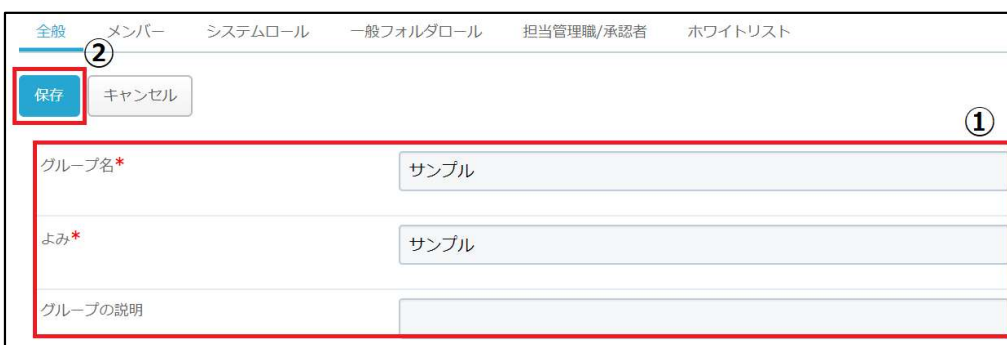 全般 メンバー システムロール 一般フォルダロール 担当管理職/承認者 ホワイトリスト
②
保存 キャンセル
①
グループ名* サンプル
よみ* サンプル
グループの説明